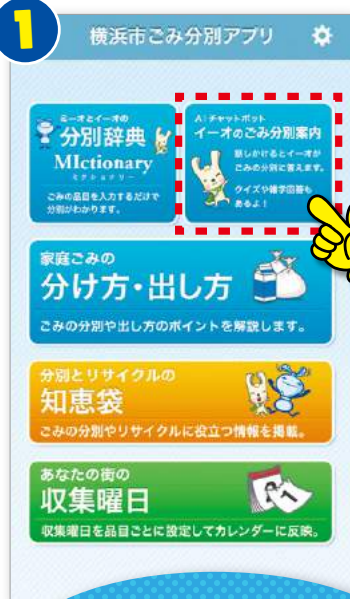 1
横浜市ごみ分別アプリ
ミーオとイーオの
分別辞典
MIctionary
ミクショナリー
ごみの品目を入力するだけで
分別がわかります。
AIチャットボット
イーオのごみ分別案内
話しかけるとイーオが
ごみの分別に答えます。
クイズや雑学回答も
あるよ！
家庭ごみの
分け方・出し方
ごみの分別や出し方のポイントを解説します。
分別とリサイクルの
知恵袋
ごみの分別やリサイクルに役立つ情報を掲載。
あなたの街の
収集曜日
1
収集曜日を品目ごとに設定してカレンダーに反映。